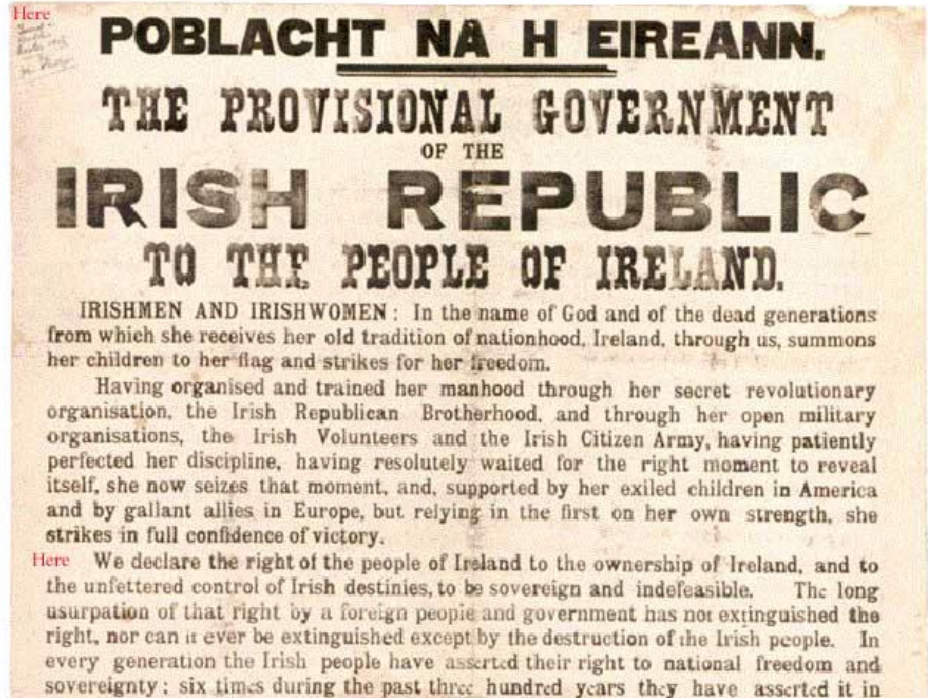 Here
POBLACHT NA H EIREANN.
THE PROVISIONAL GOVERNMENT
OF THE
IRISH REPUBLIC
TO THE PEOPLE OF IRELAND.
IRISHMEN AND IRISHWOMEN : In the name of God and of the dead generations
from which she receives her old tradition of nationhood, Ireland, through us, summons
her children to her flag and strikes for her freedom.
Having organised and trained her manhood through her secret revolutionary
organisation, the Irish Republican Brotherhood, and through her open military
organisations, the Irish Volunteers and the Irish Citizen Army, having patiently
perfected her discipline, having resolutely waited for the right moment to reveal
itself, she now seizes that moment, and, supported by her exiled children in America
and by gallant allies in Europe, but relying in the first on her own strength, she
strikes in full confidence of victory.
Here We declare the right of the people of Ireland to the ownership of Ireland, and to
the unfettered control of Irish destinies, to be sovereign and indefeasible. The long
usurpation of that right by a foreign people and government has not extinguished the
right, nor can it ever be extinguished except by the destruction of the Irish people. In
every generation the Irish people have asserted their right to national freedom and
sovereignty ; six times during the past three hundred years they have asserted it in